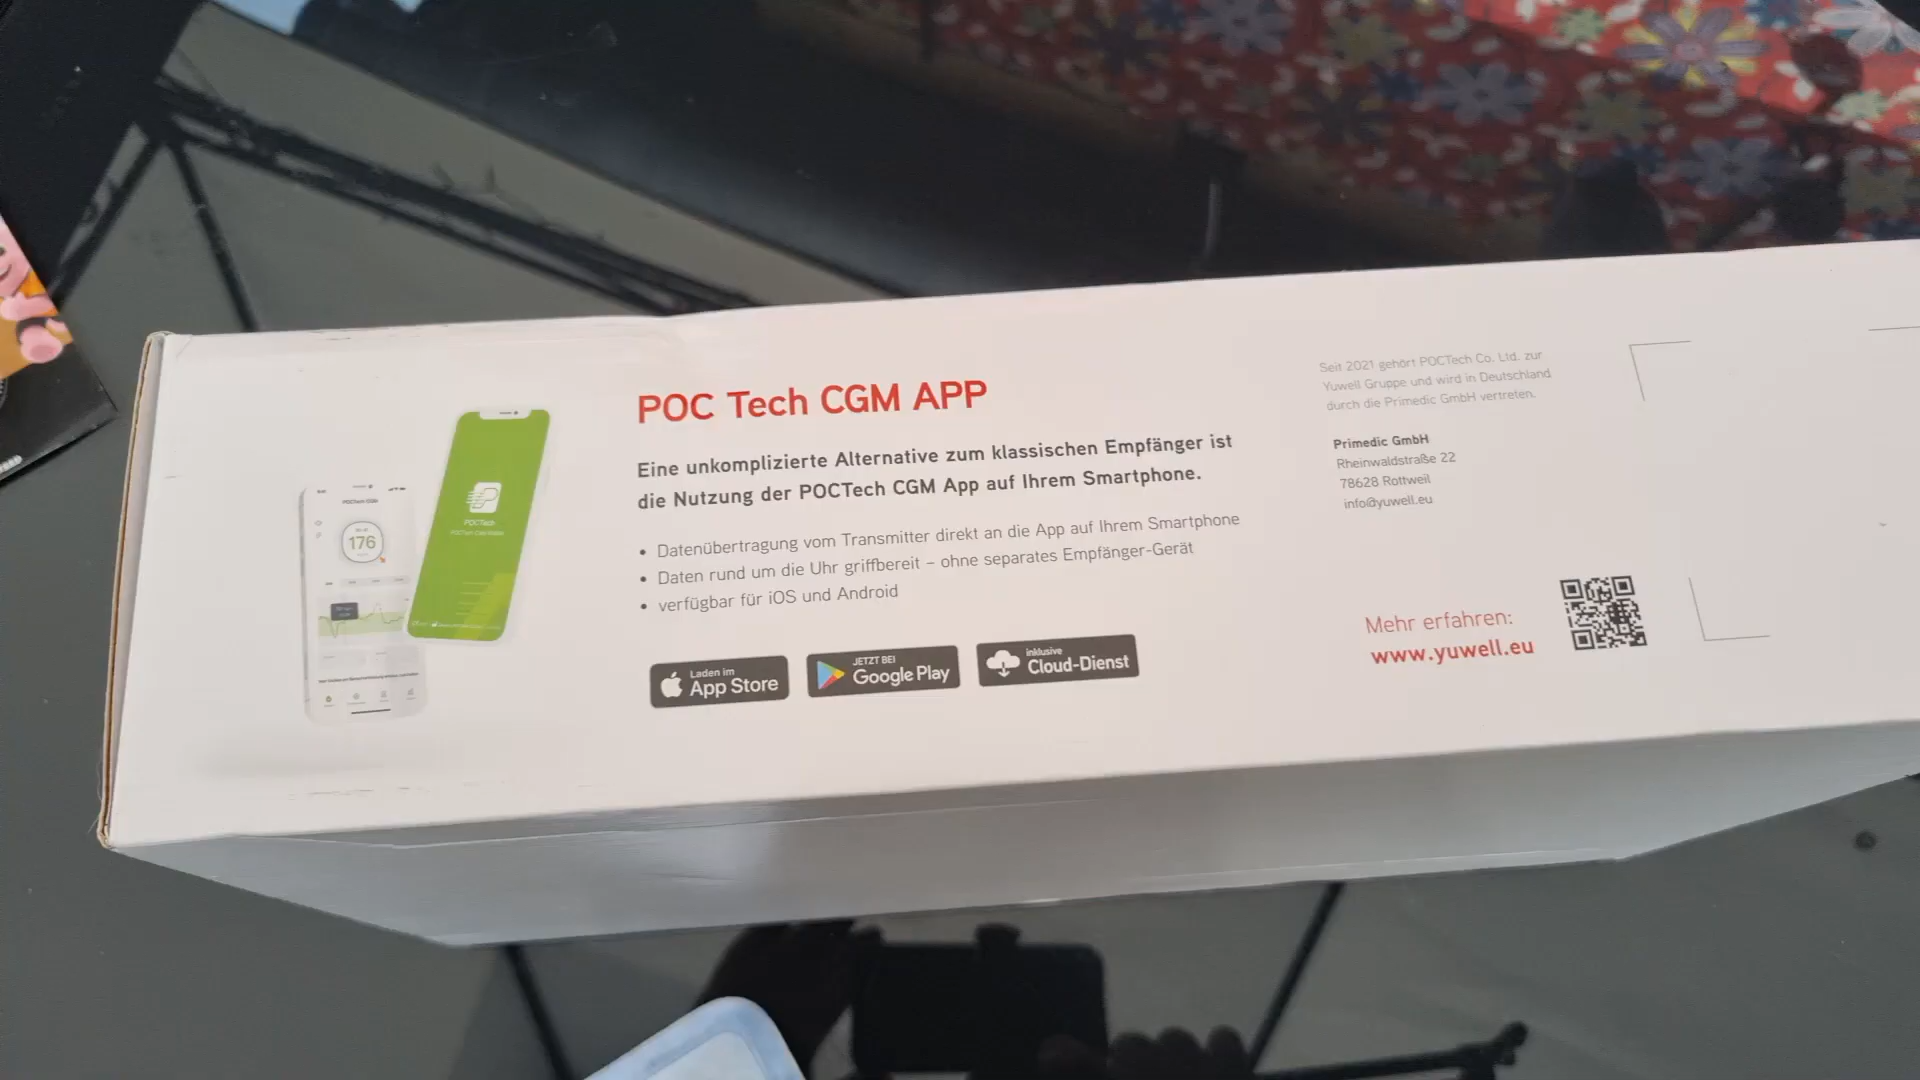 POC Tech CGM APP
Eine unkomplizierte Alternative zum klassischen Empfänger ist
die Nutzung der POCTech CGM App auf Ihrem Smartphone.
• Datenübertragung vom Transmitter direkt an die App auf Ihrem Smartphone
• Daten rund um die Uhr griffbereit – ohne separates Empfänger-Gerät
• verfügbar für iOS und Android
Laden im
App Store
JETZT BEI
Google Play
inklusive
Cloud-Dienst
POCTech CGM
176
POCTech
Seit 2021 gehört POCTech Co. Ltd. zur
Yuwell Gruppe und wird in Deutschland
durch die Primedic GmbH vertreten.
Primedic GmbH
Rheinwaldstraße 22
78628 Rottweil
info@yuwell.eu
Mehr erfahren:
www.yuwell.eu